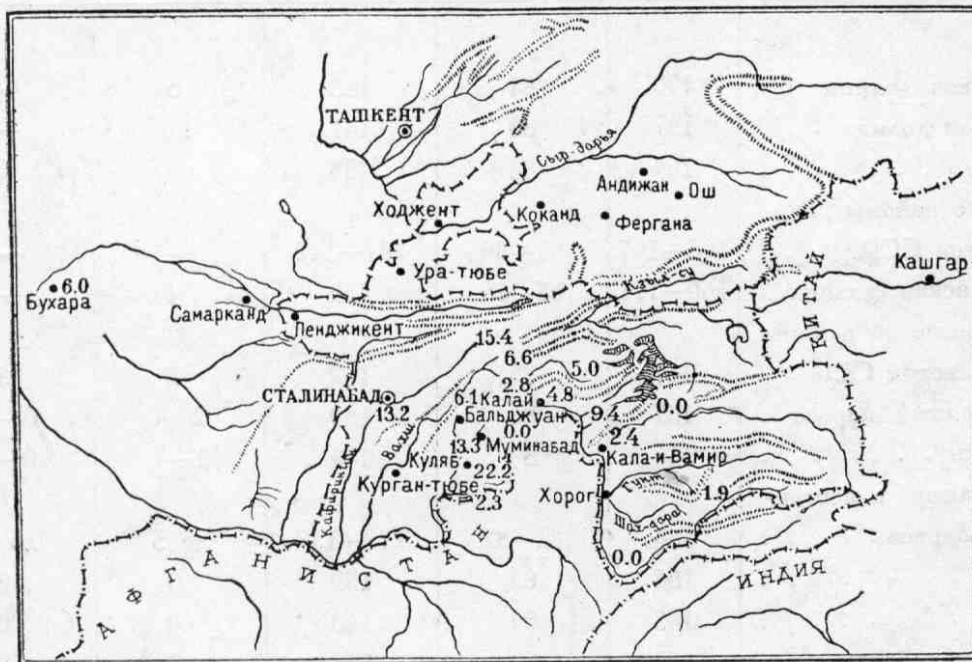 ТАШКЕНТ
Сыр-дарья
Андижан
Ош
Ходжент
Коканд
Фергана
Кашгар
Ура-тюбе
Кзыл-су
КИТАЙ
6.0
Бухара
Самарканд
Пенджикент
15.4
6.6
5.0
СТАЛИНАБАД
13.2
2.8
6.1 Калай
4.8
Бальджуан
9.4
0.0
0.0
13.3
Муминабад
2.4
Вахш
Куляб
Кала-и-Вамир
22.2
Курган-тюбе
2.3
Хорог
Гунт
1.9
Кафирниган
Шах-дара
0.0
АФГАНИСТАН
ИНДИЯ